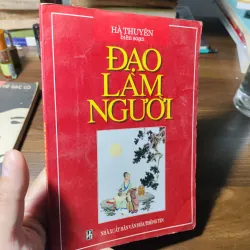 HÀ THUYÊN
biên soạn
ĐẠO
LÀM
NGƯỜI
NHÀ XUẤT BẢN VĂN HÓA THÔNG TIN